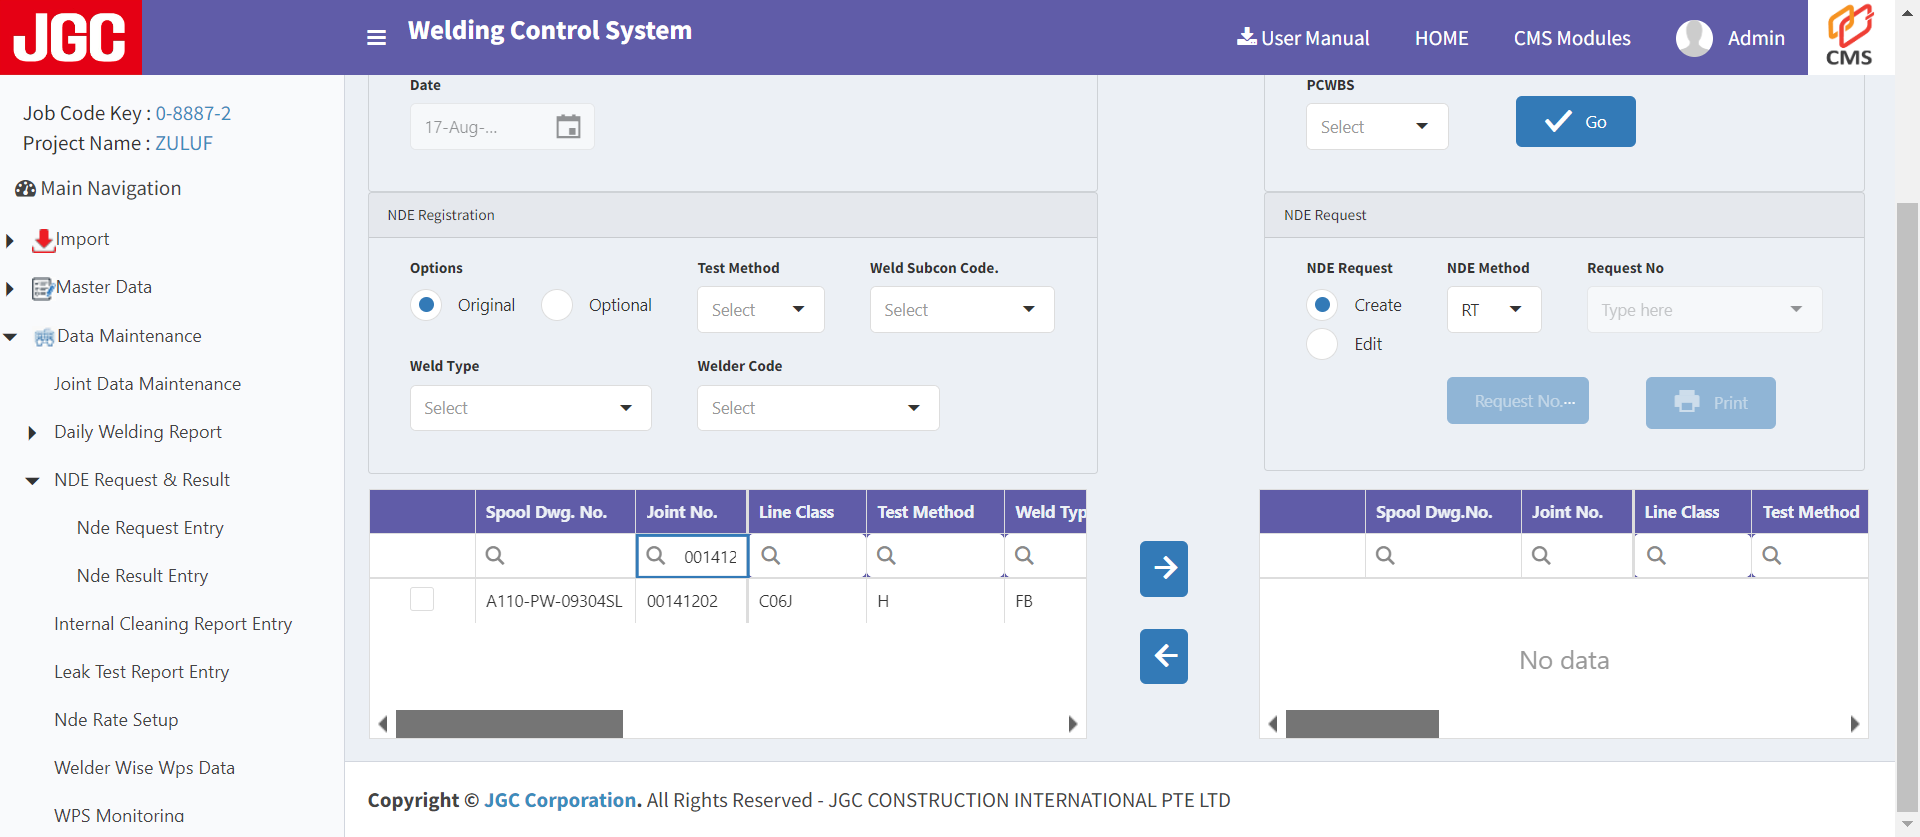 JGC
Welding Control System
User Manual
HOME
CMS Modules
Admin
CMS
Job Code Key : 0-8887-2
Project Name : ZULUF
Main Navigation
Import
Master Data
Data Maintenance
Joint Data Maintenance
Daily Welding Report
NDE Request & Result
Nde Request Entry
Nde Result Entry
Internal Cleaning Report Entry
Leak Test Report Entry
Nde Rate Setup
Welder Wise Wps Data
WPS Monitoring
Date
17-Aug-...
PCWBS
Select
Go
NDE Registration
Options
Original
Optional
Test Method
Select
Weld Subcon Code.
Select
Weld Type
Select
Welder Code
Select
NDE Request
NDE Request
Create
Edit
NDE Method
RT
Request No
Type here
Request No....
Print
Spool Dwg. No. Joint No. Line Class Test Method Weld Typ
001412
A110-PW-09304SL 00141202 C06J H FB
Spool Dwg.No. Joint No. Line Class Test Method
No data
Copyright © JGC Corporation. All Rights Reserved - JGC CONSTRUCTION INTERNATIONAL PTE LTD